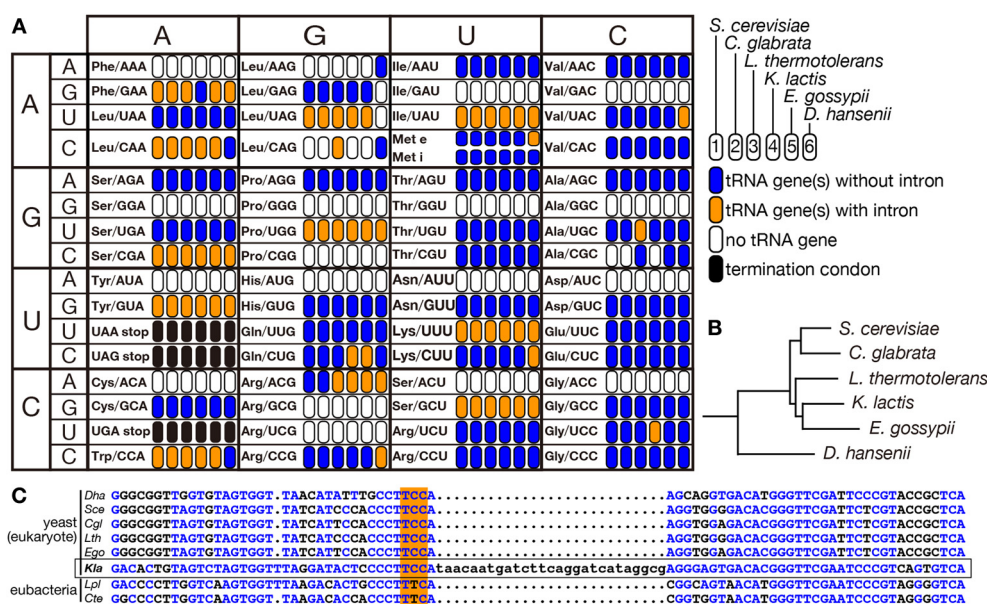 A
A G U C
A
A Phe/AAA Leu/AAG Ile/AAU Val/AAC
G Phe/GAA Leu/GAG Ile/GAU Val/GAC
U Leu/UAA Leu/UAG Ile/UAU Val/UAC
C Leu/CAA Leu/CAG Met e Val/CAC
Met i
G
A Ser/AGA Pro/AGG Thr/AGU Ala/AGC
G Ser/GGA Pro/GGG Thr/GGU Ala/GGC
U Ser/UGA Pro/UGG Thr/UGU Ala/UGC
C Ser/CGA Pro/CGG Thr/CGU Ala/CGC
U
A Tyr/AUA His/AUG Asn/AUU Asp/AUC
G Tyr/GUA His/GUG Asn/GUU Asp/GUC
U UAA stop Gln/UUG Lys/UUU Glu/UUC
C UAG stop Gln/CUG Lys/CUU Glu/CUC
C
A Cys/ACA Arg/ACG Ser/ACU Gly/ACC
G Cys/GCA Arg/GCG Ser/GCU Gly/GCC
U UGA stop Arg/UCG Arg/UCU Gly/UCC
C Trp/CCA Arg/CCG Arg/CCU Gly/CCC
S. cerevisiae
C. glabrata
L. thermotolerans
K. lactis
E. gossypii
D. hansenii
1 2 3 4 5 6
tRNA gene(s) without intron
tRNA gene(s) with intron
no tRNA gene
termination condon
B
S. cerevisiae
C. glabrata
L. thermotolerans
K. lactis
E. gossypii
D. hansenii
C
yeast
(eukaryote)
Dha GGGCGGTTGGTGTAGTGGT.TAACATATTTGCCTTCCA................................AGCAGGTGACATGGGTTCGATTCCCGTACCGCTCA
Sce GGGCGGTTAGTGTAGTGGT.TATCATCCCACCCTTCCA................................AGGTGGGGACACGGGTTCGATTCTCGTACCGCTCA
Cgl GGGCGGTTAGTGTAGTGGT.TATCATTCCACCCTTCCA................................AGGTGGAGACACGGGTTCGATTCTCGTACCGCTCA
Lth GGGCGGTTAGTGTAGTGGT.TATCATCCCACCCTTCCA................................AGGTGGGGACACGGGTTCGATTCTCGTACCGCTCA
Ego GGGCGGTTAGTGTAGTGGT.TATCATTCCACCCTTCCA................................AGGTGGAGACACGGGTTCGATTCTCGTACCGCTCA
Kla GACACTGTAGTCTAGTGGTTTAGGATACTCCCCTTCCAtaacaatgatcttcaggatcataggcgAGGGAGTGACACGGGTTCGAATCCCGTCAGTGTCA
eubacteria
Lpl GACCCCTTGGTCAAGTGGTTTAAGACACTGCCCTTTCA................................CGGCAGTAACATGGGTTCGAATCCCGTAGGGGTCA
Cte GGCCCCTTGGTCAAGTGGTTAAGACACCACCCTTTCA................................CGGTGGTAACACGGGTTCGAATCCCGTAGGGGTCA